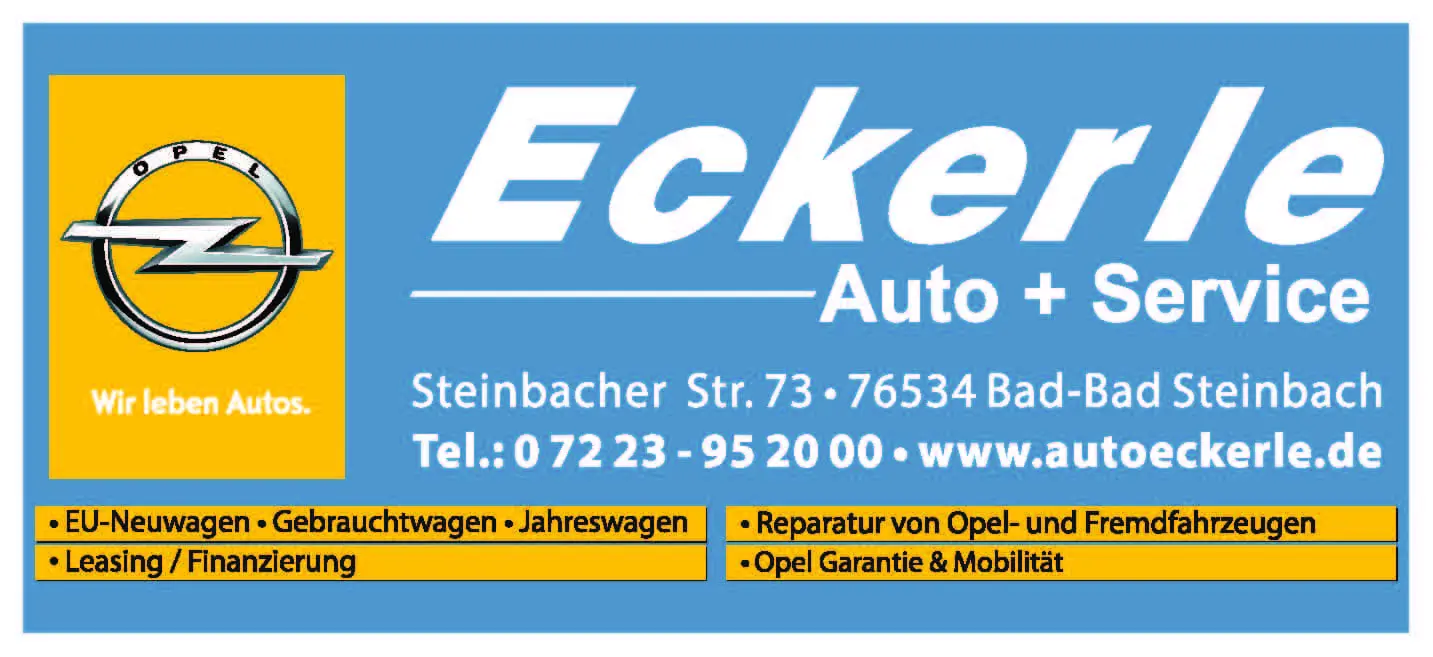 OPEL
Wir leben Autos.
Eckerle
Auto + Service
Steinbacher Str. 73 • 76534 Bad-Bad Steinbach
Tel.: 0 72 23 - 95 20 00 • www.autoeckerle.de
• EU-Neuwagen • Gebrauchtwagen • Jahreswagen
• Leasing / Finanzierung
• Reparatur von Opel- und Fremdfahrzeugen
• Opel Garantie & Mobilität